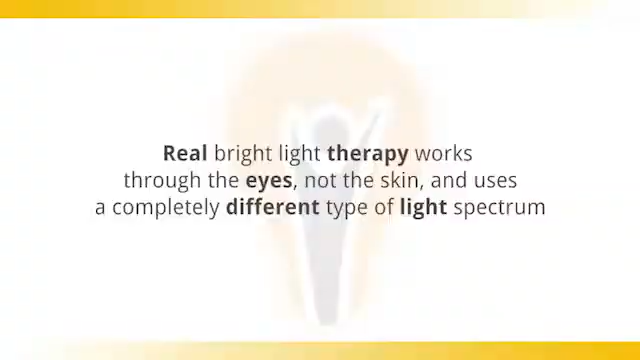 Real bright light therapy works
through the eyes, not the skin, and uses
a completely different type of light spectrum